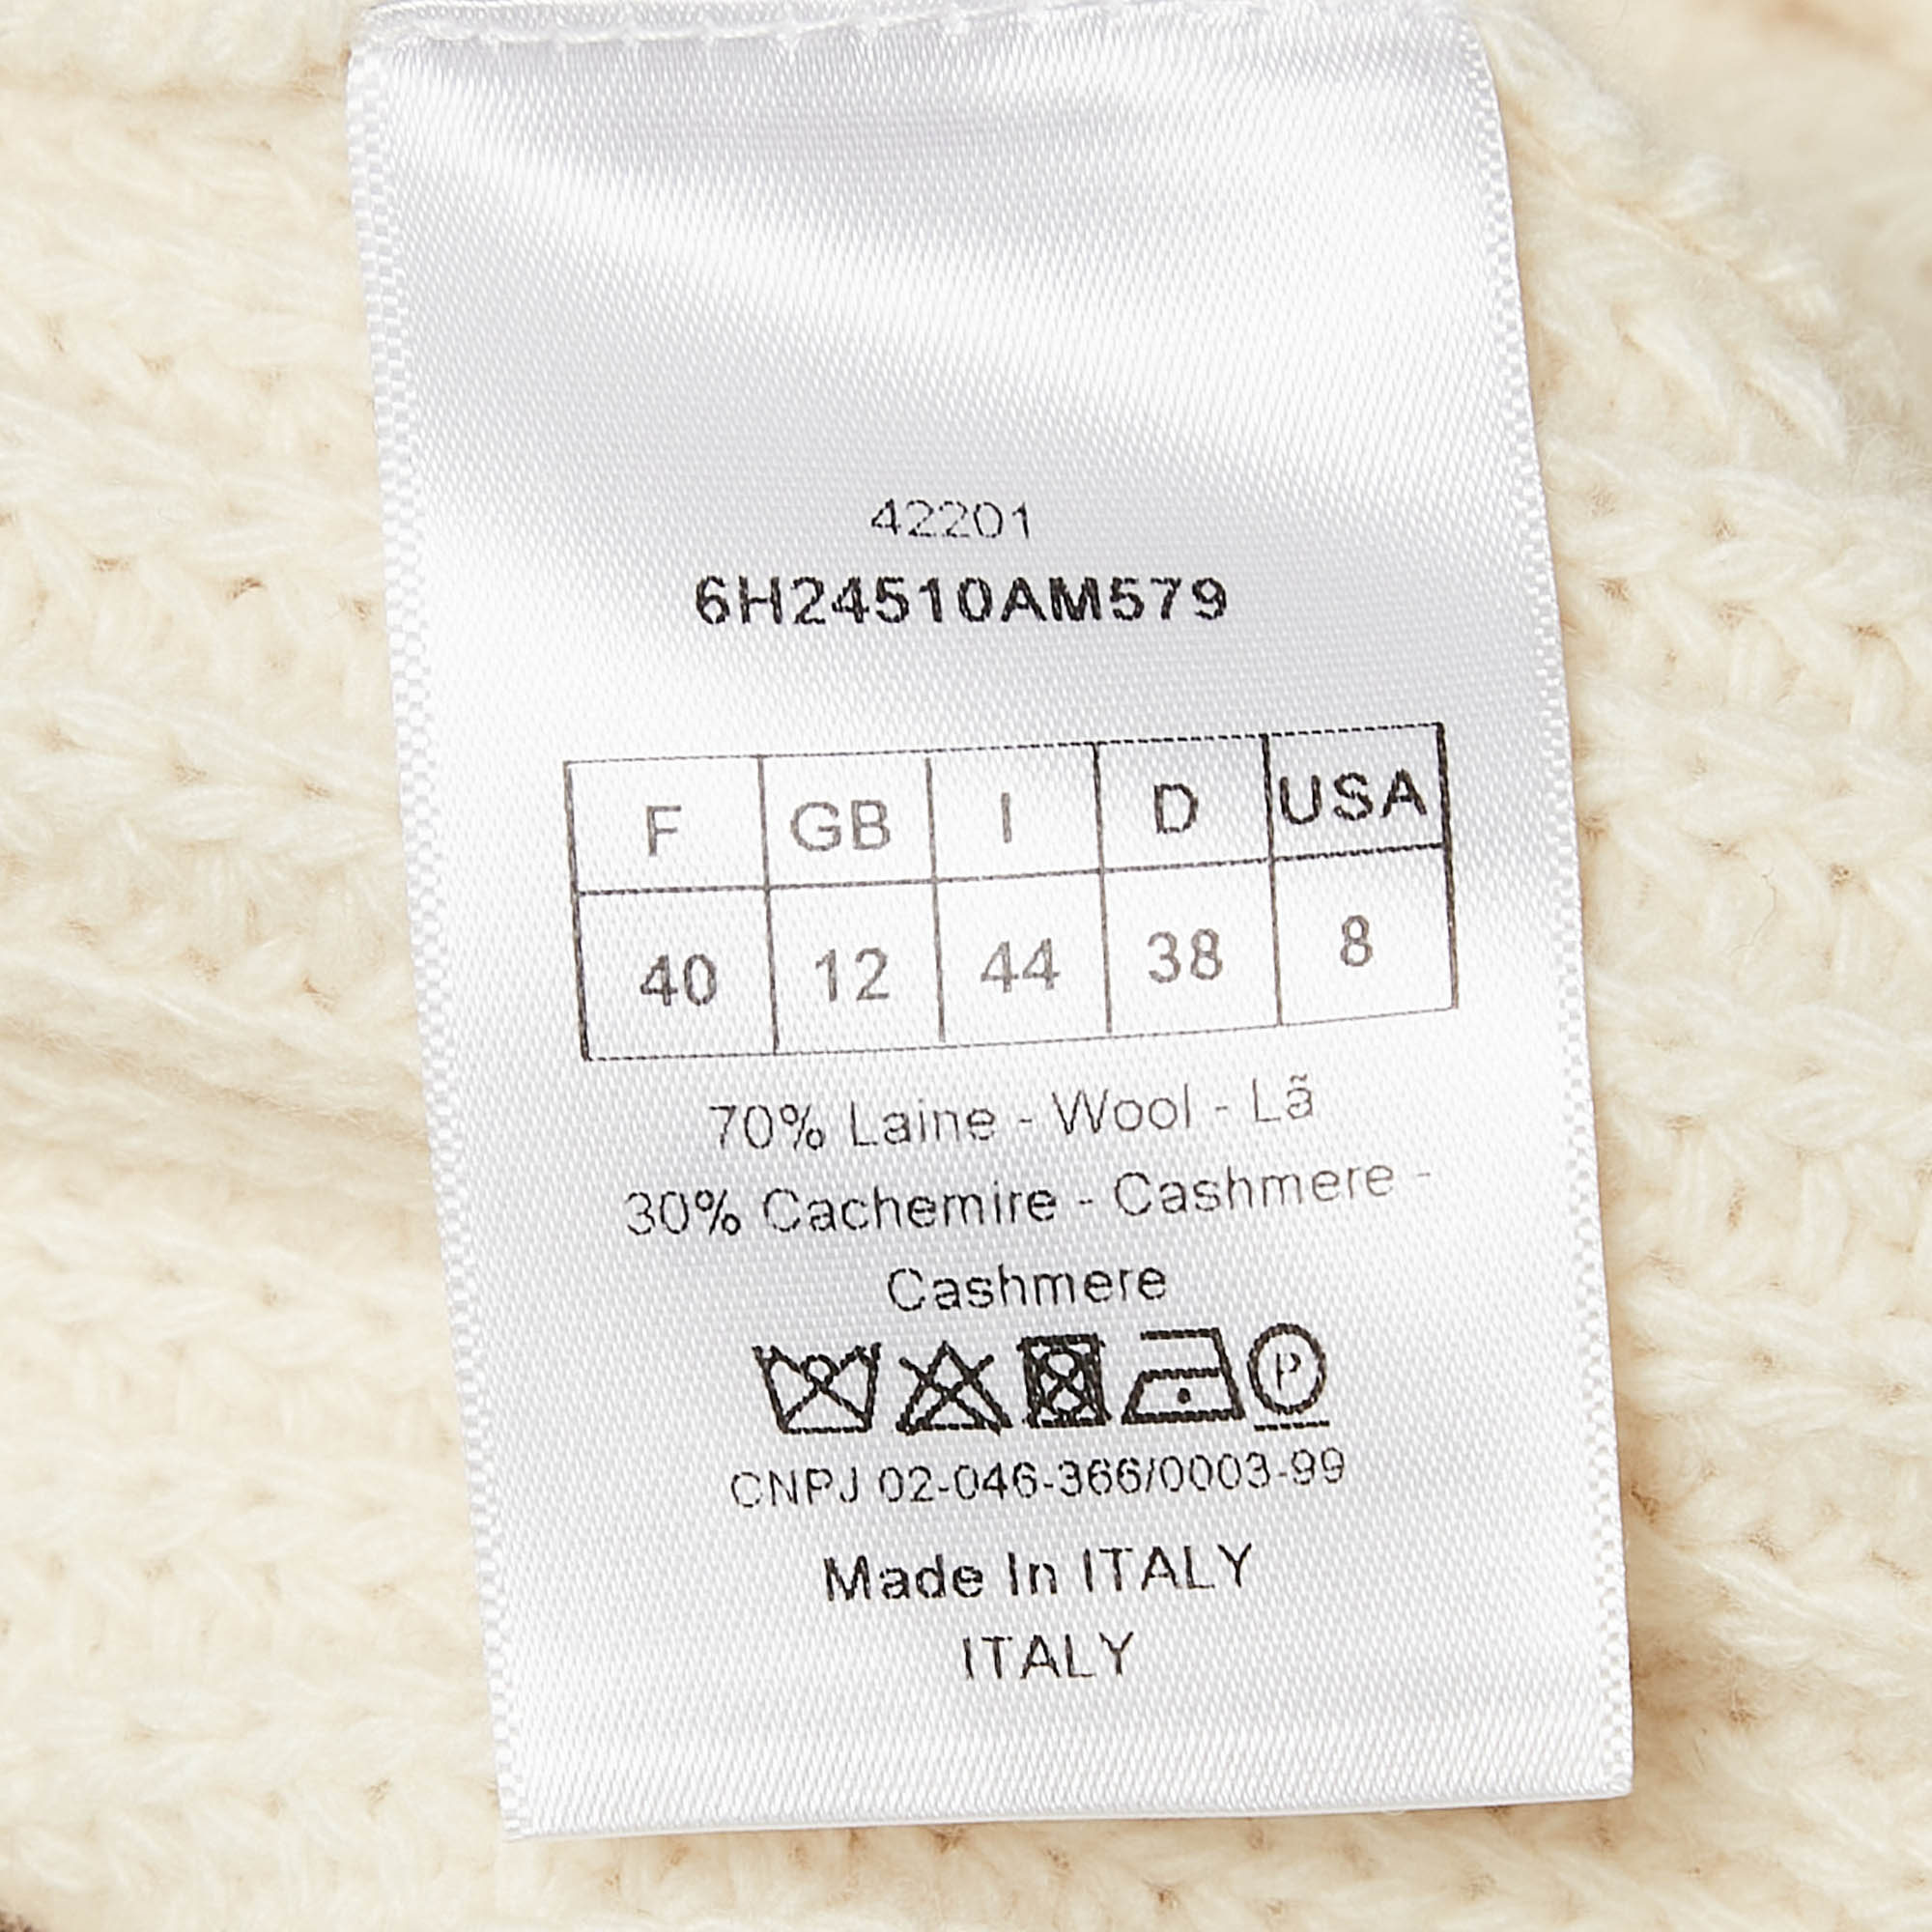 42201
6H24510AM579
F GB I D USA
40 12 44 38 8
70% Laine - Wool - Lã
30% Cachemire - Cashmere -
Cashmere
P
CNPJ 02-046-366/0003-99
Made In ITALY
ITALY